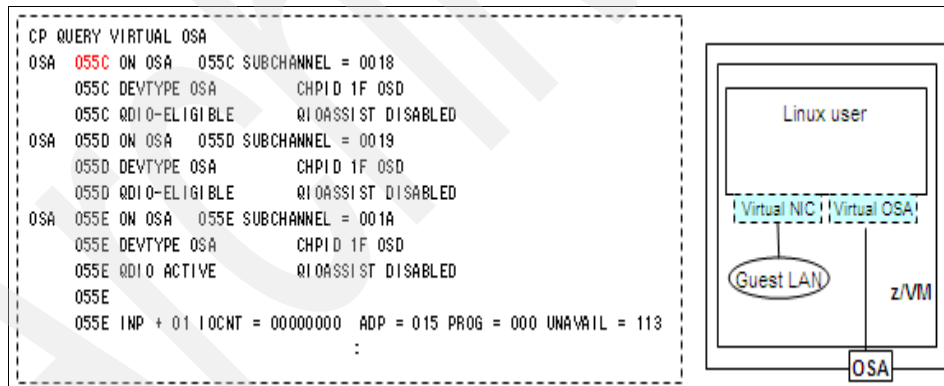 CP QUERY VIRTUAL OSA
OSA 055C ON OSA 055C SUBCHANNEL = 0018
055C DEVTYPE OSA CHPID 1F OSD
055C QDIO-ELIGIBLE QIOASSIST DISABLED
OSA 055D ON OSA 055D SUBCHANNEL = 0019
055D DEVTYPE OSA CHPID 1F OSD
055D QDIO-ELIGIBLE QIOASSIST DISABLED
OSA 055E ON OSA 055E SUBCHANNEL = 001A
055E DEVTYPE OSA CHPID 1F OSD
055E QDIO ACTIVE QIOASSIST DISABLED
055E
055E INP + 01 IOCNT = 00000000 ADP = 015 PROG = 000 UNAVAIL = 113
:
Linux user
Virtual NIC Virtual OSA
Guest LAN
z/VM
OSA